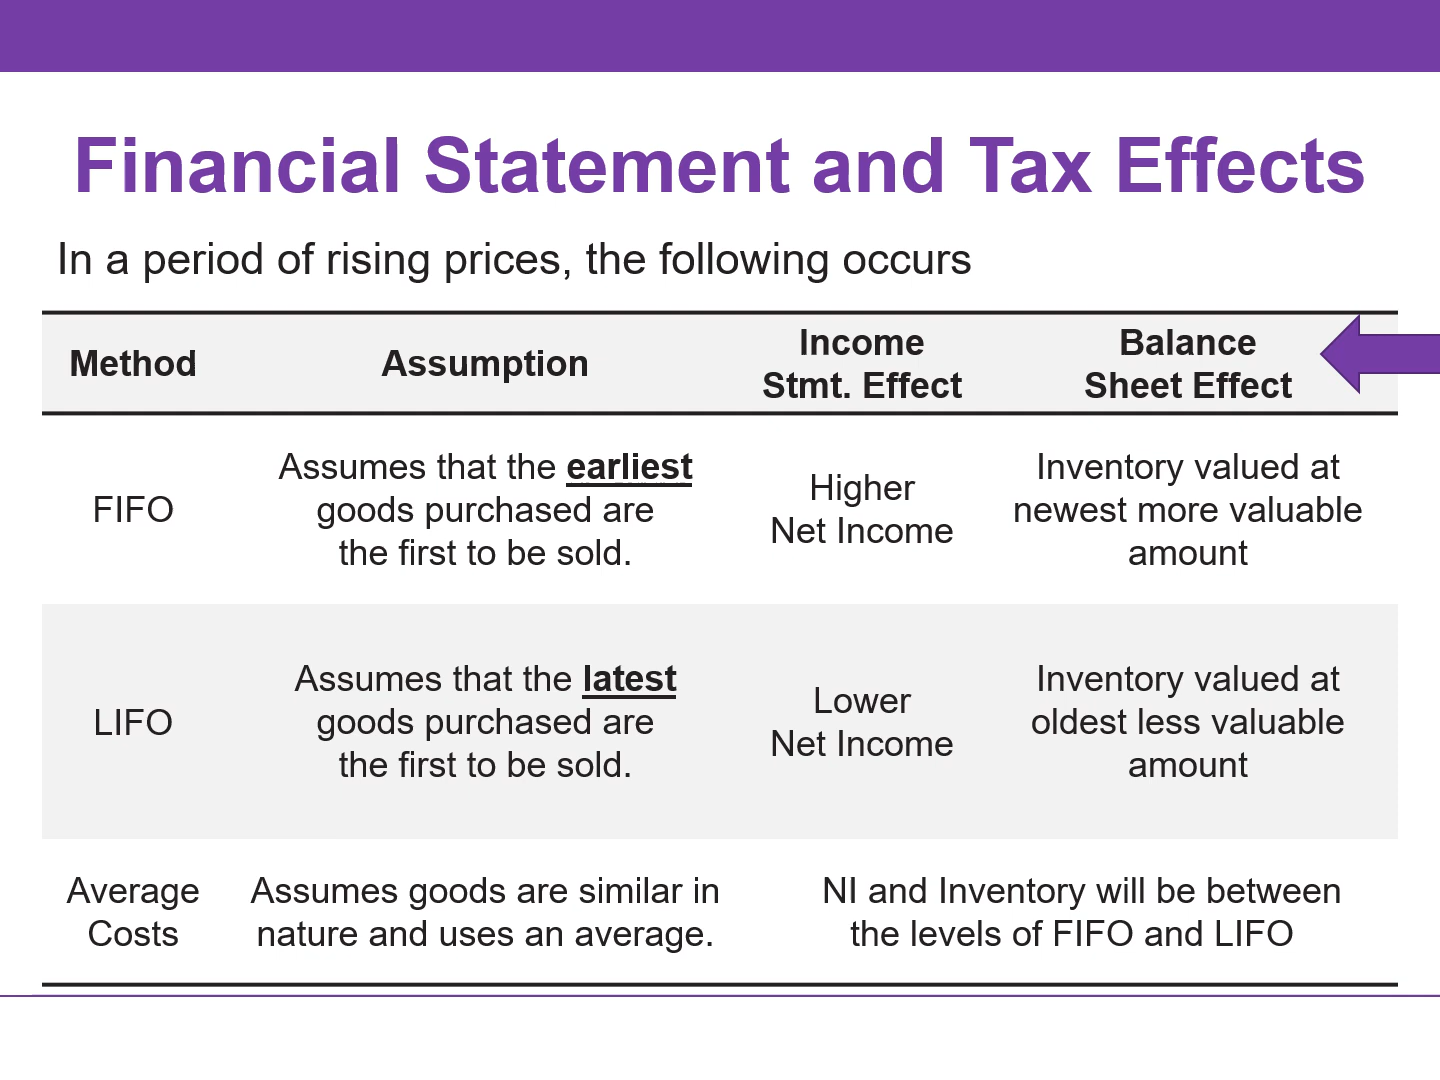 Financial Statement and Tax Effects
In a period of rising prices, the following occurs
Method
Assumption
Income
Stmt. Effect
Balance
Sheet Effect
FIFO
Assumes that the earliest
goods purchased are
the first to be sold.
Higher
Net Income
Inventory valued at
newest more valuable
amount
LIFO
Assumes that the latest
goods purchased are
the first to be sold.
Lower
Net Income
Inventory valued at
oldest less valuable
amount
Average
Costs
Assumes goods are similar in
nature and uses an average.
NI and Inventory will be between
the levels of FIFO and LIFO